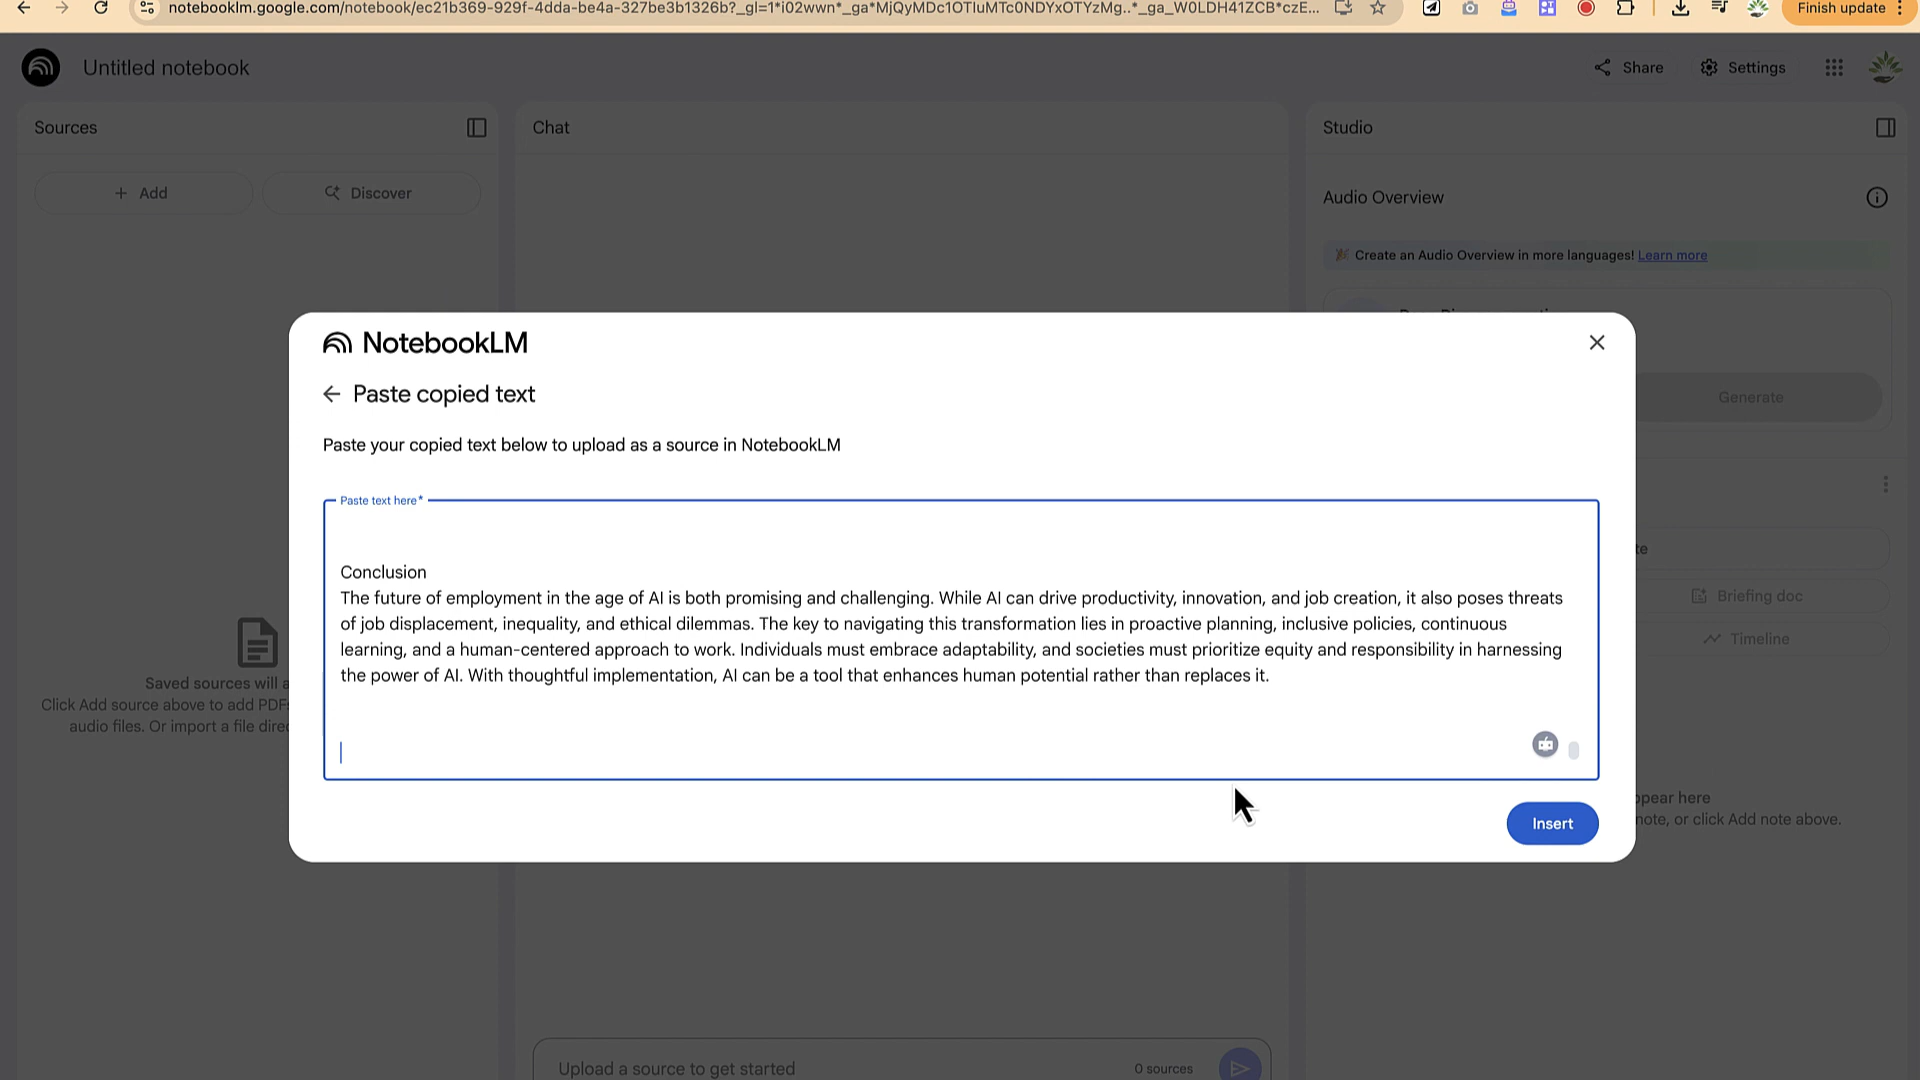 notebooklm.google.com/notebook/ec21b369-929f-4dda-be4a-327be3b1326b?_gl=1*i02wwn*_ga*MjQyMDc1OTIuMTc0NDYxOTYzMg..*_ga_W0LDH41ZCB*czE...
Finish update
Untitled notebook
Share
Settings
Sources
Chat
Studio
+ Add
Discover
Audio Overview
Create an Audio Overview in more languages! Learn more
NotebookLM
Paste copied text
Generate
Paste your copied text below to upload as a source in NotebookLM
Paste text here*
Conclusion
The future of employment in the age of AI is both promising and challenging. While AI can drive productivity, innovation, and job creation, it also poses threats
of job displacement, inequality, and ethical dilemmas. The key to navigating this transformation lies in proactive planning, inclusive policies, continuous
learning, and a human-centered approach to work. Individuals must embrace adaptability, and societies must prioritize equity and responsibility in harnessing
the power of AI. With thoughtful implementation, AI can be a tool that enhances human potential rather than replaces it.
Briefing doc
Timeline
Saved sources will a
Click Add source above to add PDFs
audio files. Or import a file direc
Insert
ppear here
note, or click Add note above.
Upload a source to get started
0 sources